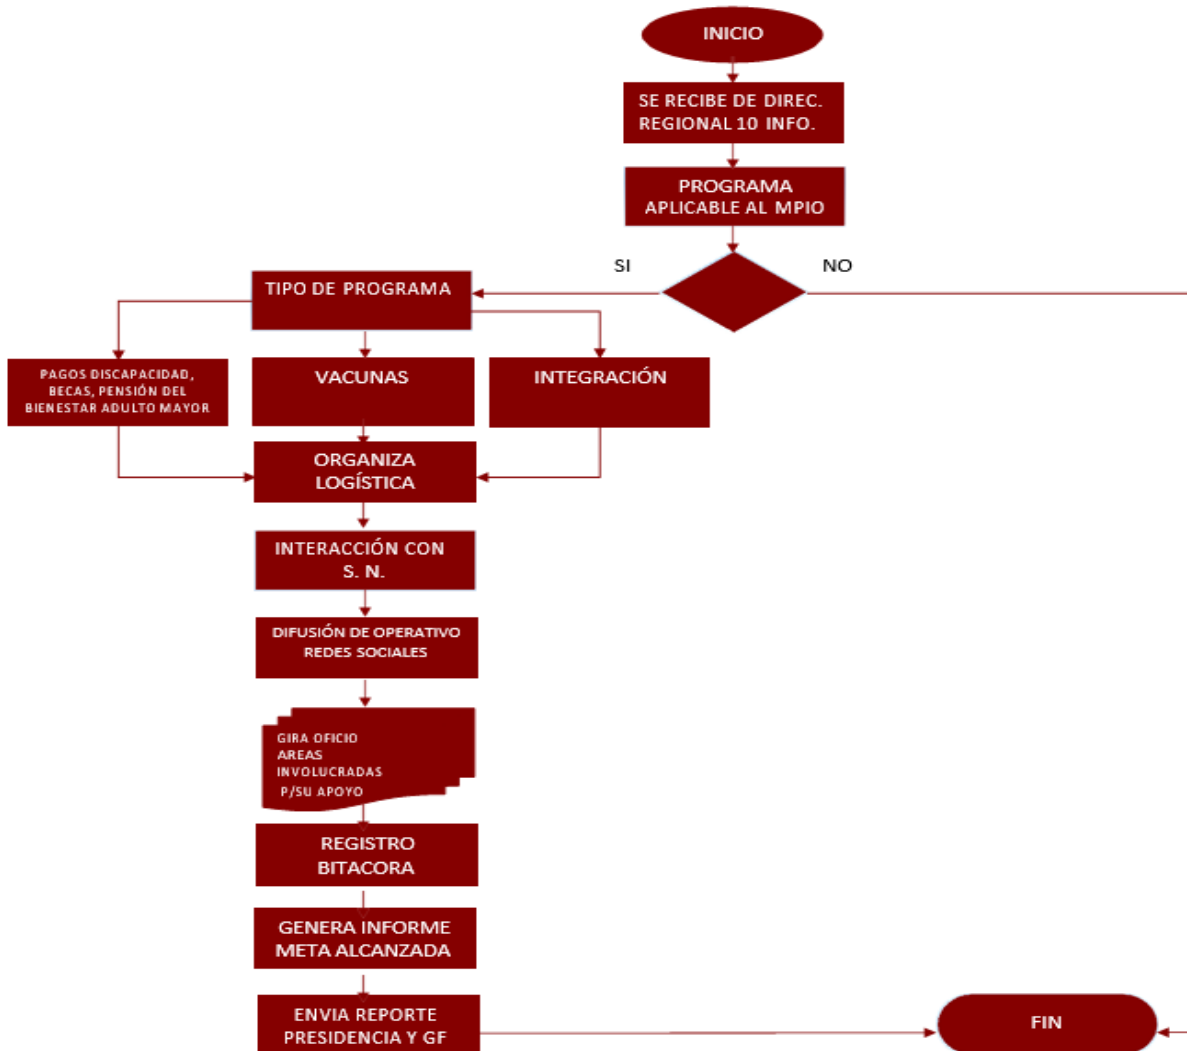 INICIO
SE RECIBE DE DIREC.
REGIONAL 10 INFO.
PROGRAMA
APLICABLE AL MPIO
SI
NO
TIPO DE PROGRAMA
PAGOS DISCAPACIDAD,
BECAS, PENSIÓN DEL
BIENESTAR ADULTO MAYOR
VACUNAS
INTEGRACIÓN
ORGANIZA
LOGÍSTICA
INTERACCIÓN CON
S. N.
DIFUSIÓN DE OPERATIVO
REDES SOCIALES
GIRA OFICIO
AREAS
INVOLUCRADAS
P/SU APOYO
REGISTRO
BITACORA
GENERA INFORME
META ALCANZADA
ENVIA REPORTE
PRESIDENCIA Y GF
FIN